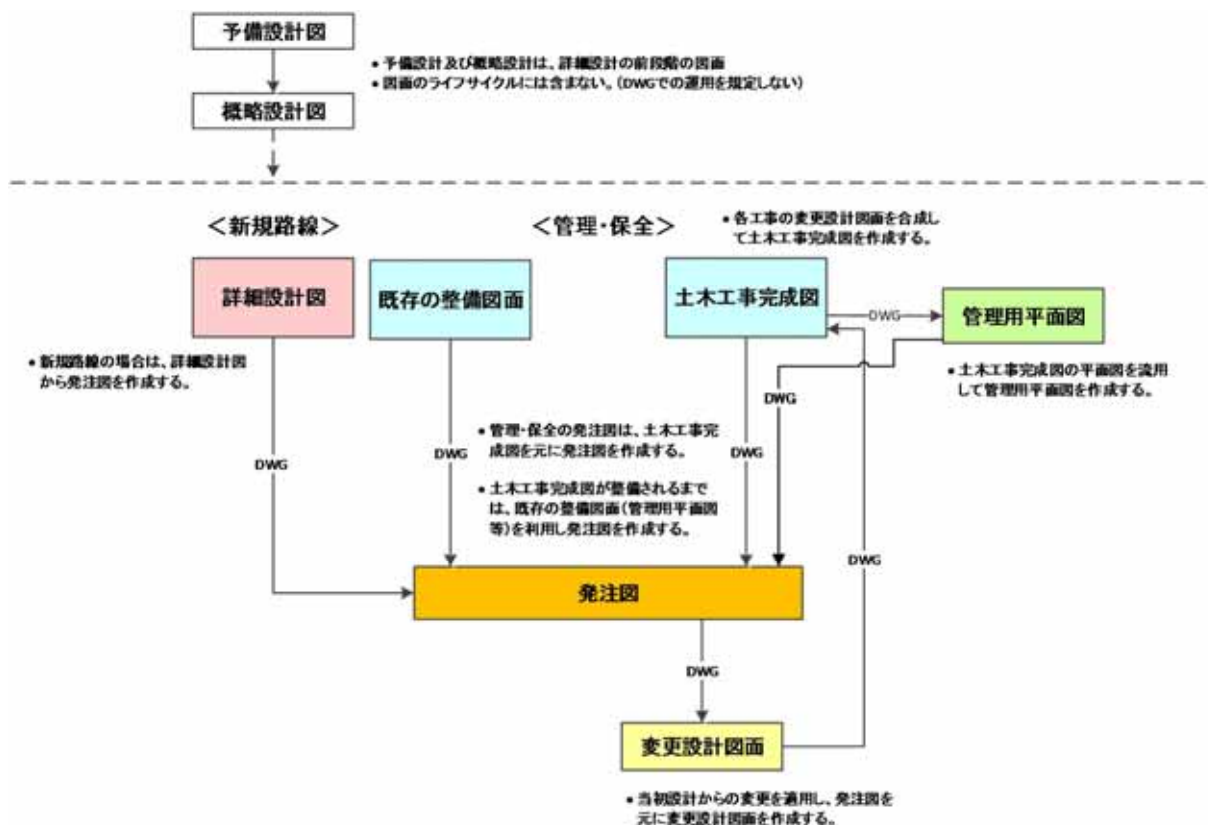 予備設計図
• 予備設計及び概略設計は、詳細設計の前段階の図面
• 図面のライフサイクルには含まない。(DWGでの運用を規定しない)
概略設計図
＜新規路線＞
＜管理・保全＞
• 各工事の変更設計図面を合成し
て土木工事完成図を作成する。
詳細設計図
既存の整備図面
土木工事完成図
DWG
管理用平面図
• 新規路線の場合は、詳細設計図
から発注図を作成する。
• 土木工事完成図の平面図を流用
して管理用平面図を作成する。
DWG
• 管理・保全の発注図は、土木工事完
成図を元に発注図を作成する。
• 土木工事完成図が整備されるまで
は、既存の整備図面(管理用平面図
等)を利用し発注図を作成する。
DWG
DWG
DWG
DWG
発注図
DWG
変更設計図面
• 当初設計からの変更を適用し、発注図を
元に変更設計図面を作成する。